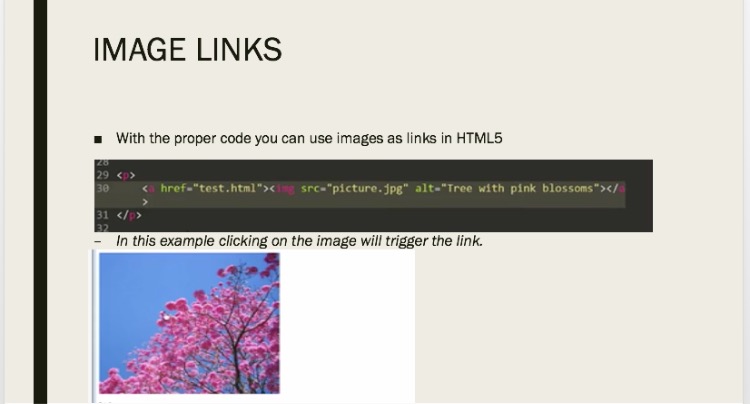 IMAGE LINKS
■ With the proper code you can use images as links in HTML5
28
29 <p>
30 <a href="test.html"><img src="picture.jpg" alt="Tree with pink blossoms"></a
>
31 </p>
32
– In this example clicking on the image will trigger the link.